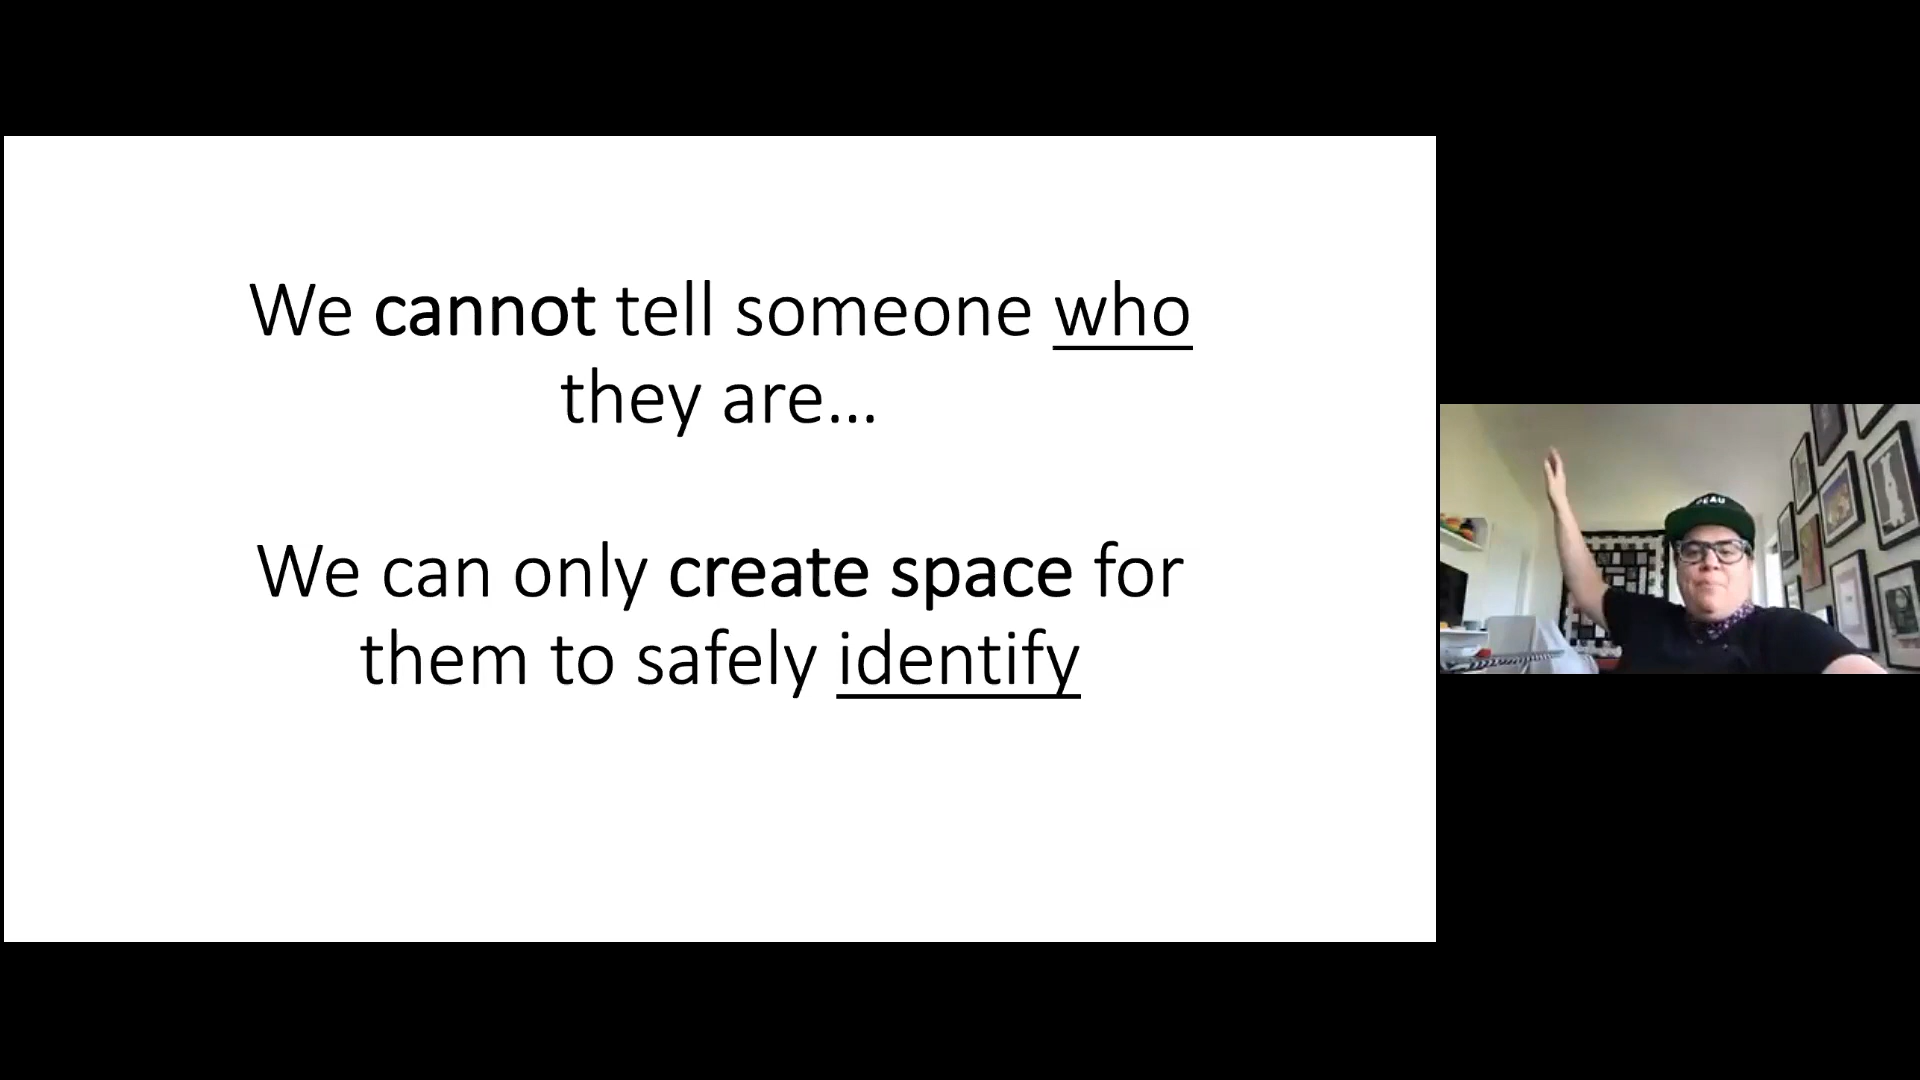 We cannot tell someone who
they are...
We can only create space for
them to safely identify